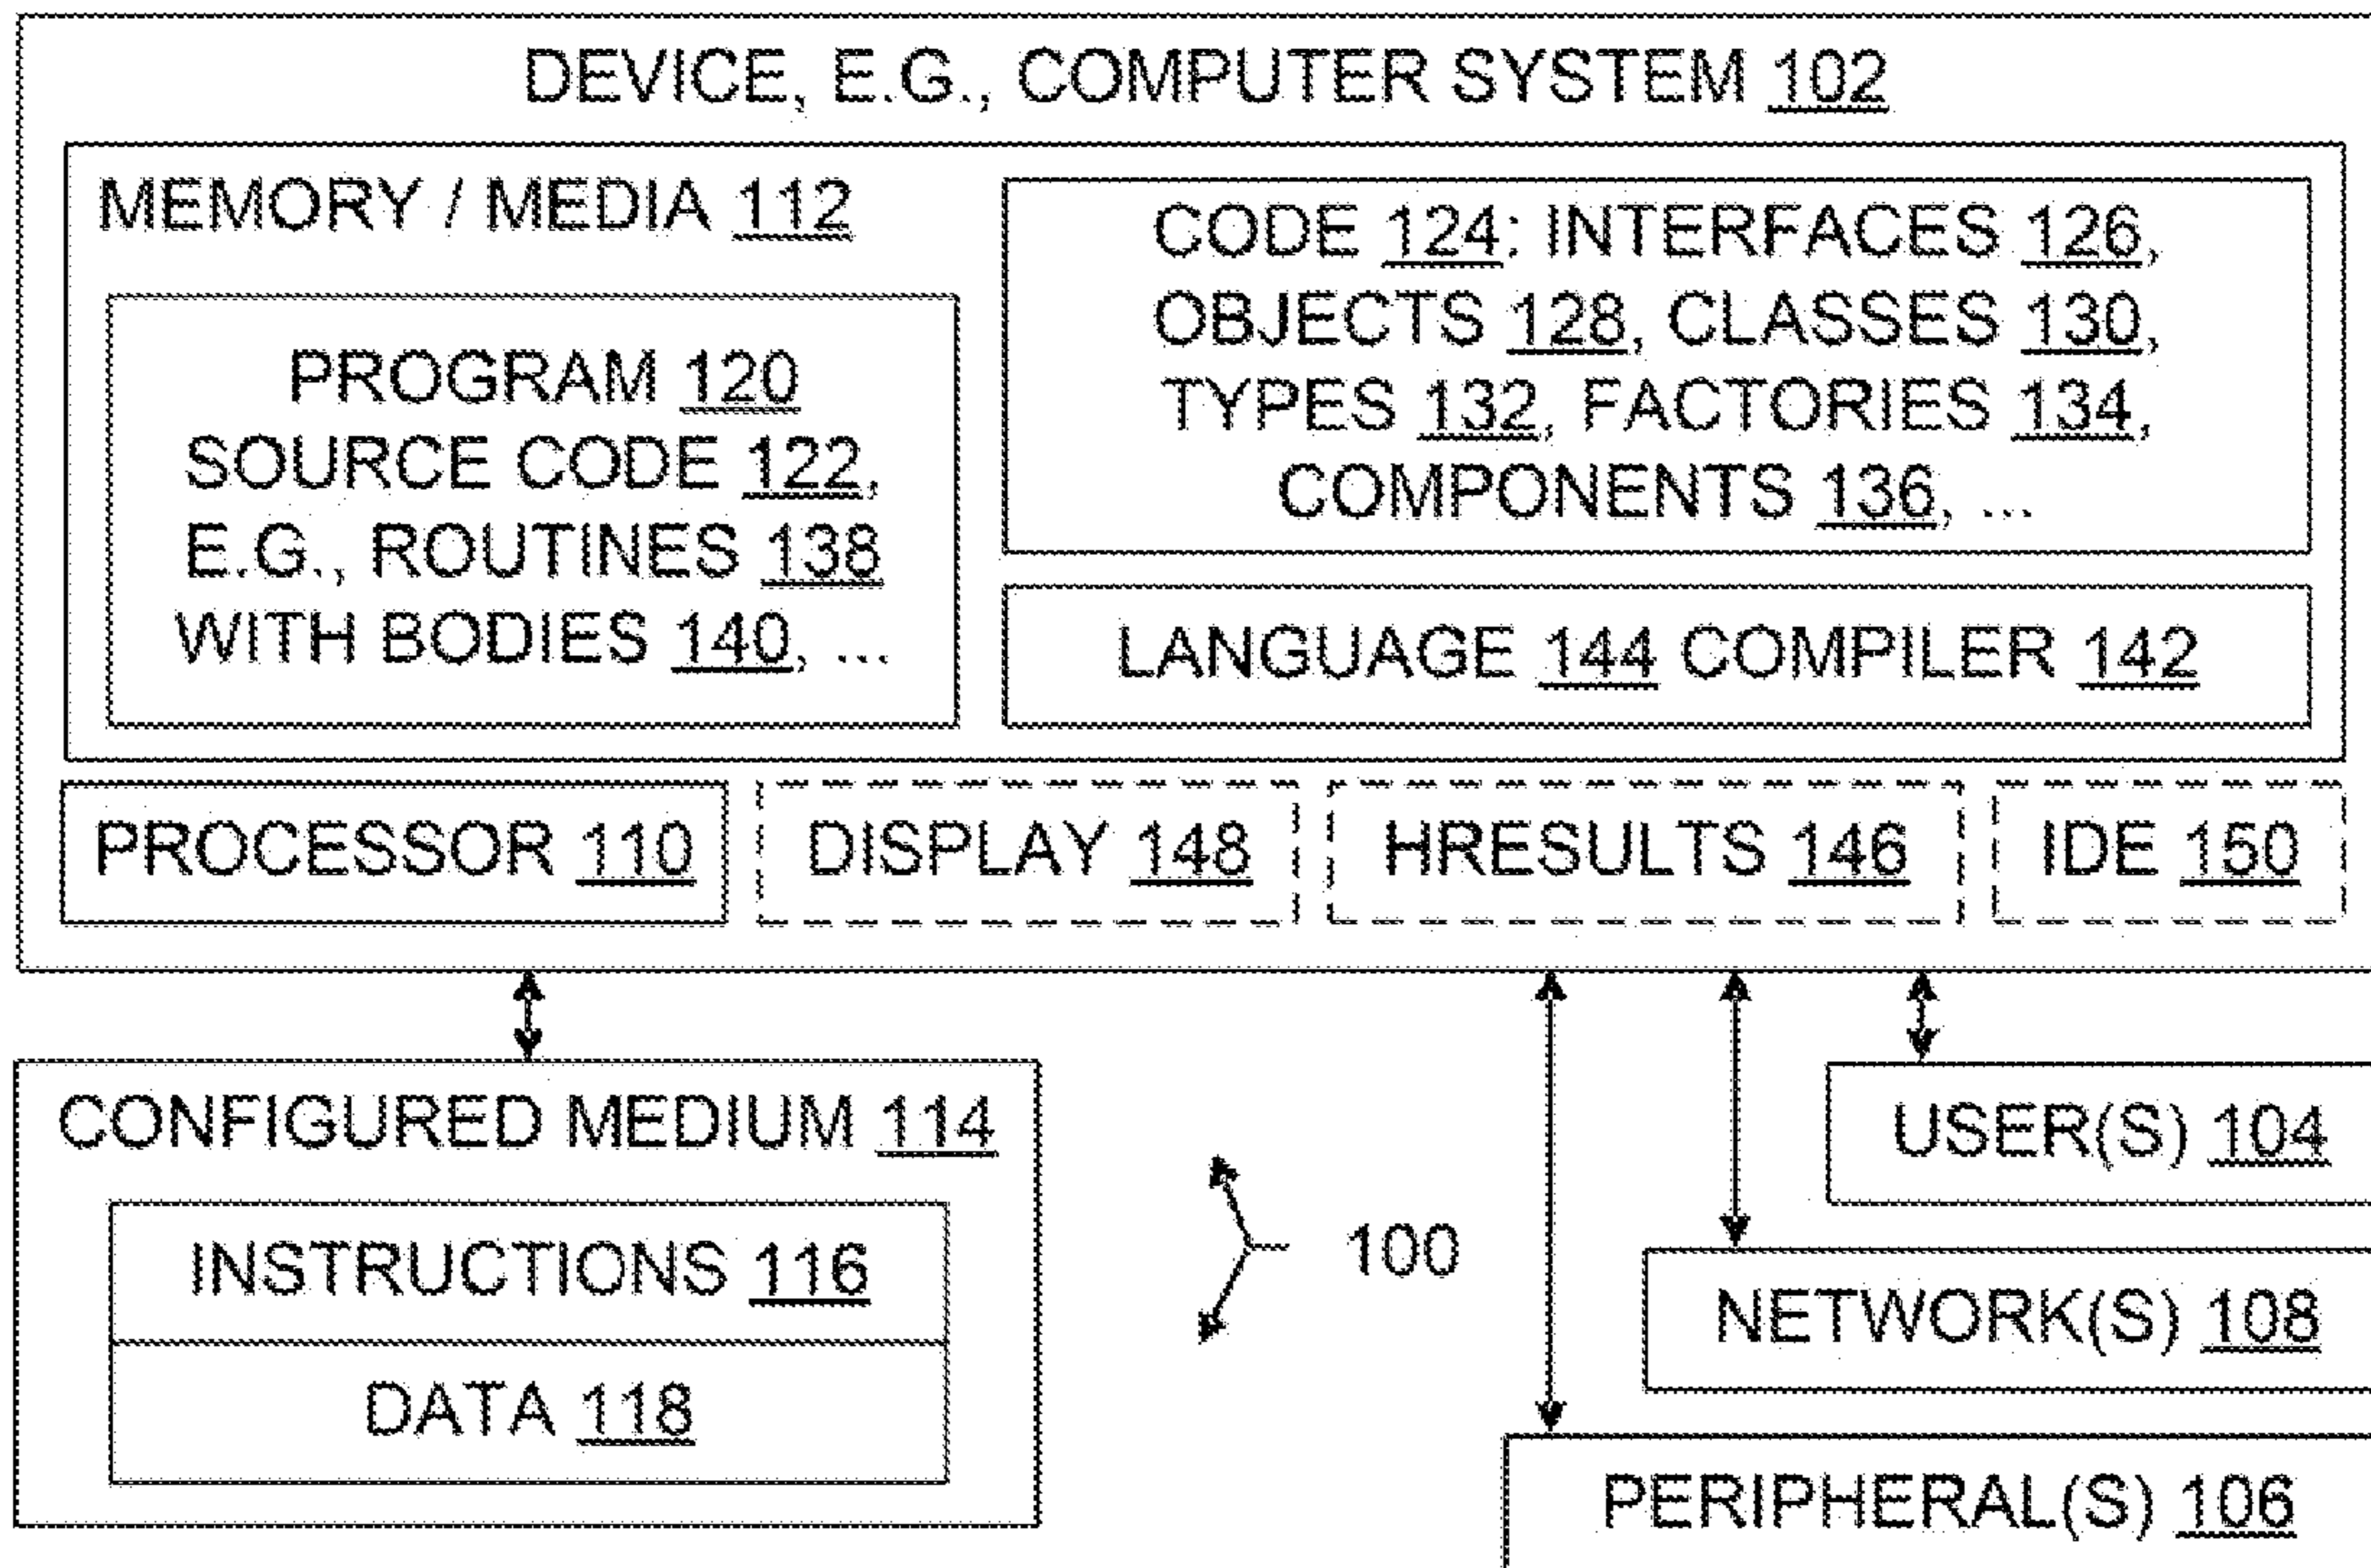 DEVICE, E.G., COMPUTER SYSTEM 102
MEMORY / MEDIA 112
PROGRAM 120
SOURCE CODE 122,
E.G., ROUTINES 138
WITH BODIES 140, ...
CODE 124: INTERFACES 126,
OBJECTS 128, CLASSES 130,
TYPES 132, FACTORIES 134,
COMPONENTS 136, ...
LANGUAGE 144 COMPILER 142
PROCESSOR 110
DISPLAY 148
HRESULTS 146
IDE 150
CONFIGURED MEDIUM 114
INSTRUCTIONS 116
DATA 118
100
USER(S) 104
NETWORK(S) 108
PERIPHERAL(S) 106